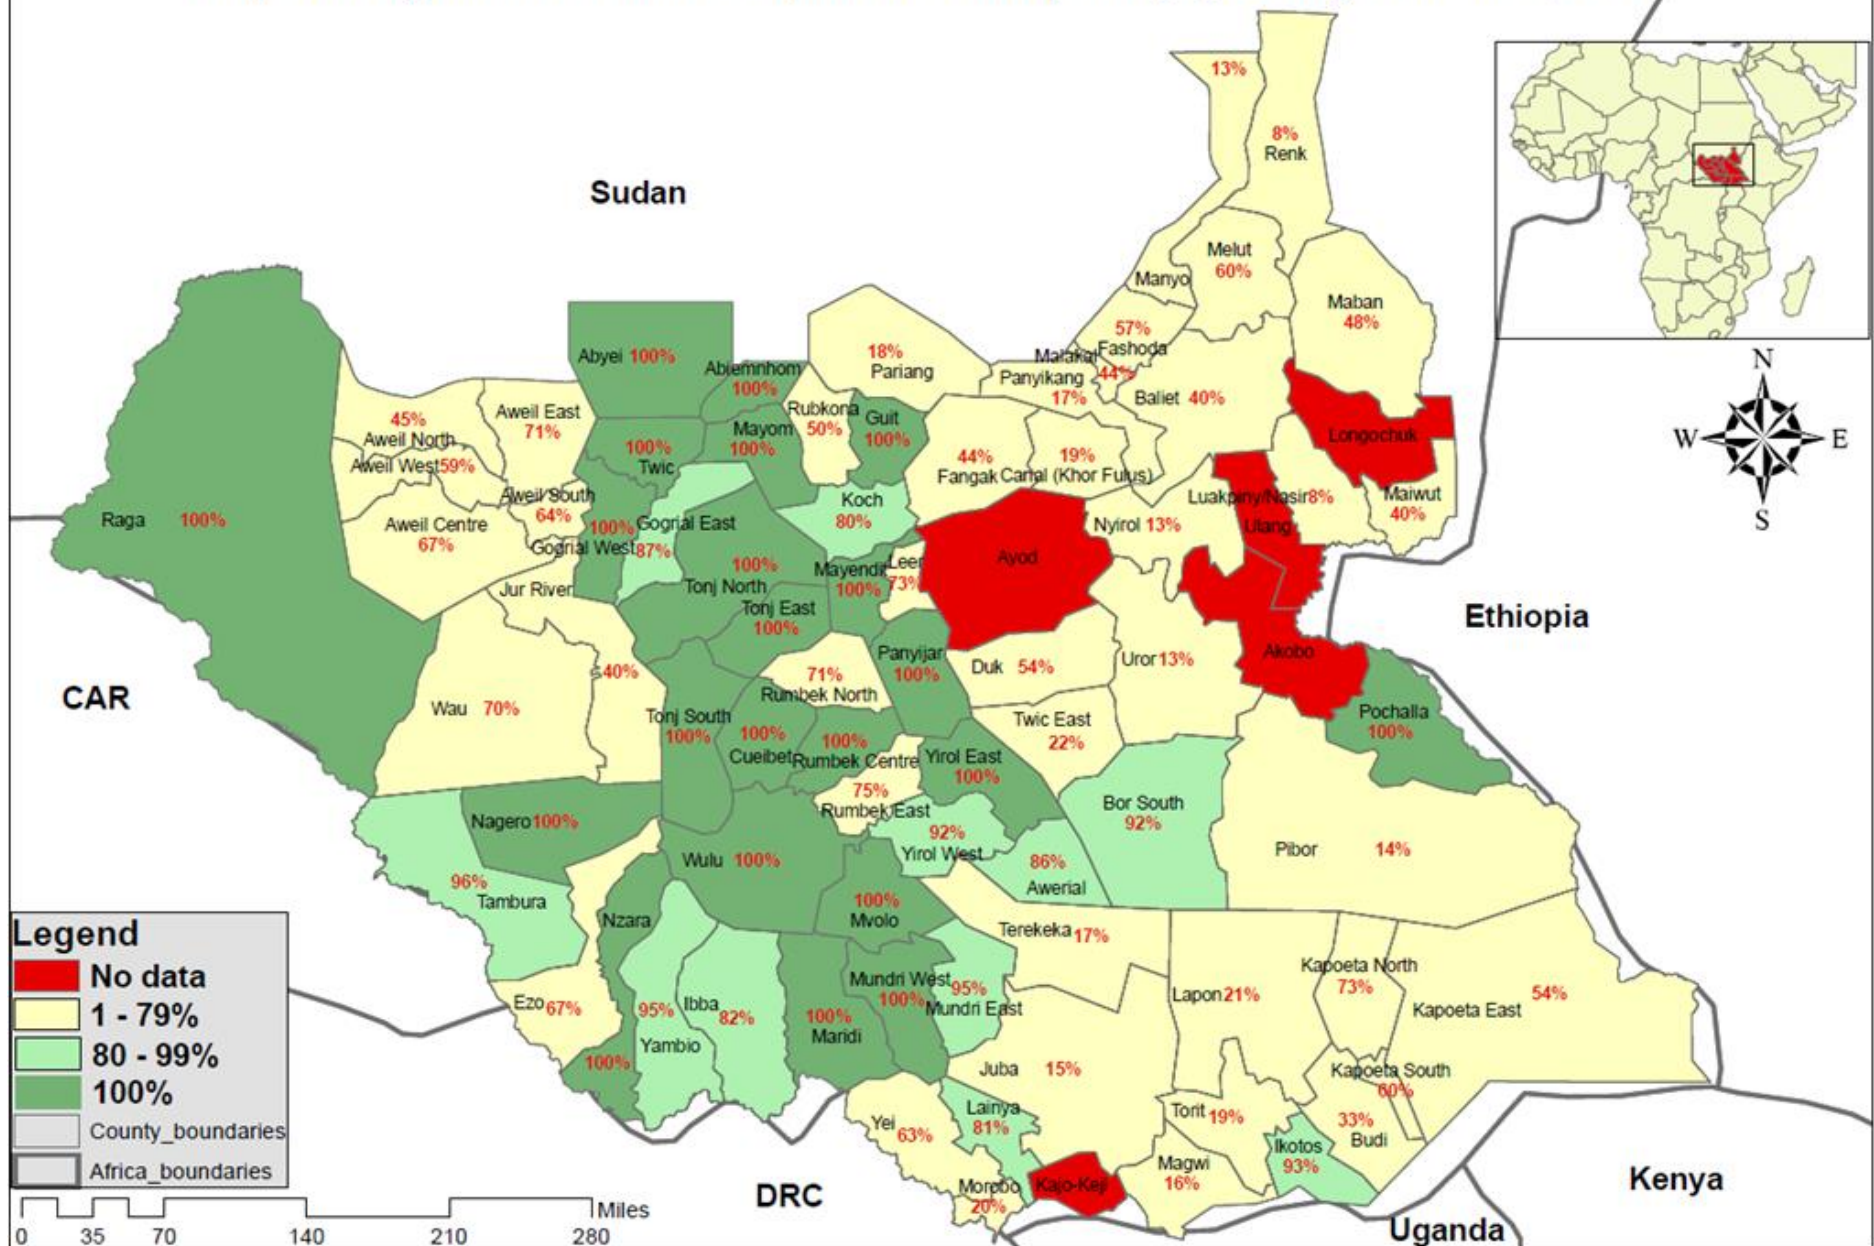 Sudan
13%
8%
Renk
Melut
60%
Manyo
Maban
48%
57%
Fashoda
Malakal
44%
Panyikang
17%
Baliet 40%
18%
Pariang
Abyei 100%
Abiemnhom
100%
Rubkona
50%
Guit
100%
Mayom
100%
100%
Twic
45%
Aweil North
Aweil East
71%
Aweil West 59%
Aweil South
64%
Aweil Centre
67%
Raga 100%
100%
Gogrial West
Gogrial East
87%
Koch
80%
44%
Fangak
19%
Canal (Khor Fulus)
Longochuk
Luakpiny/Nasir 8%
Maiwut
40%
Ulang
Nyirol 13%
Ayod
Leer
73%
Mayendit
100%
100%
Tonj North
Tonj East
100%
Jur River
40%
Wau 70%
71%
Rumbek North
Panyijar
100%
Duk 54%
Uror 13%
Akobo
Pochalla
100%
Ethiopia
CAR
Tonj South
100%
100%
Cueibet
100%
Rumbek Centre
75%
Rumbek East
Yirol East
100%
Twic East
22%
Bor South
92%
92%
Yirol West
86%
Awerial
Pibor 14%
Nagero 100%
96%
Tambura
Wulu 100%
100%
Mvolo
Nzara
100%
Ezo 67%
95%
Yambio
Ibba
82%
100%
Maridi
Mundri West
100%
95%
Mundri East
Terekeka 17%
Lapon 21%
Kapoeta North
73%
Kapoeta East
54%
Kapoeta South
60%
Juba 15%
Lainya
81%
Yei
63%
Morobo
20%
Kajo-Keji
Torit 19%
Magwi
16%
Ikotos
93%
33%
Budi
DRC
Uganda
Kenya
N
W
E
S
Legend
No data
1 - 79%
80 - 99%
100%
County_boundaries
Africa_boundaries
Miles
0 35 70 140 210 280